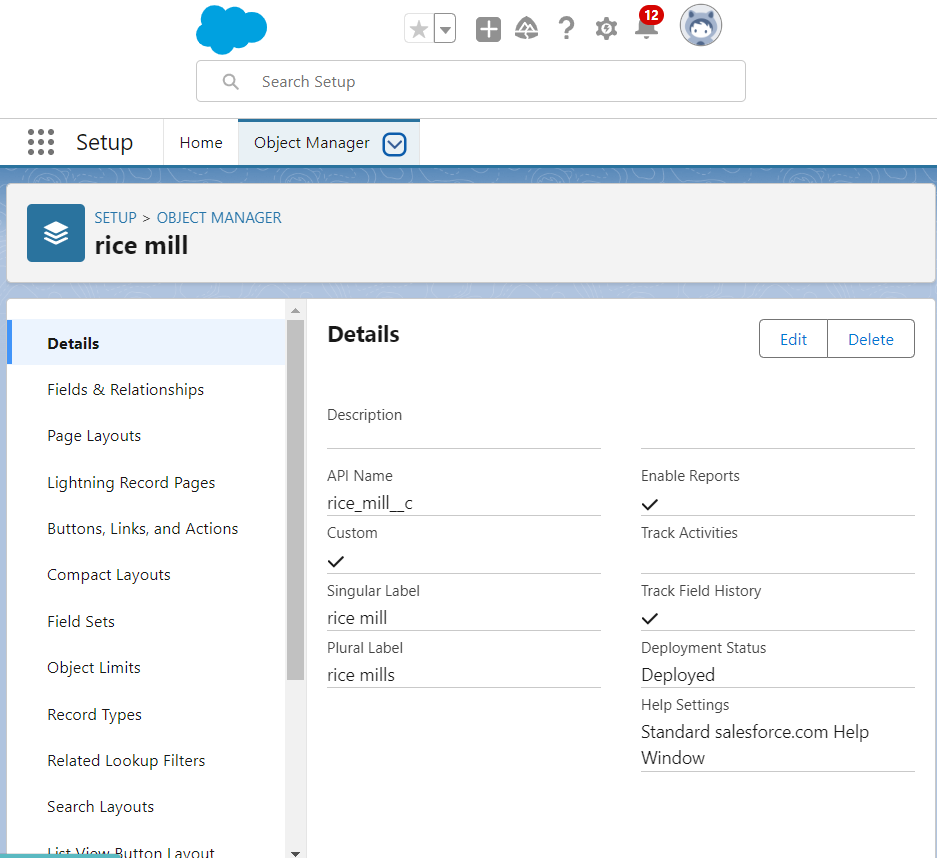 12
Search Setup
Setup
Home
Object Manager
SETUP > OBJECT MANAGER
rice mill
Details
Fields & Relationships
Page Layouts
Lightning Record Pages
Buttons, Links, and Actions
Compact Layouts
Field Sets
Object Limits
Record Types
Related Lookup Filters
Search Layouts
List View Button Layout
Details
Edit
Delete
Description
API Name
rice_mill__c
Custom
Singular Label
rice mill
Plural Label
rice mills
Enable Reports
Track Activities
Track Field History
Deployment Status
Deployed
Help Settings
Standard salesforce.com Help
Window